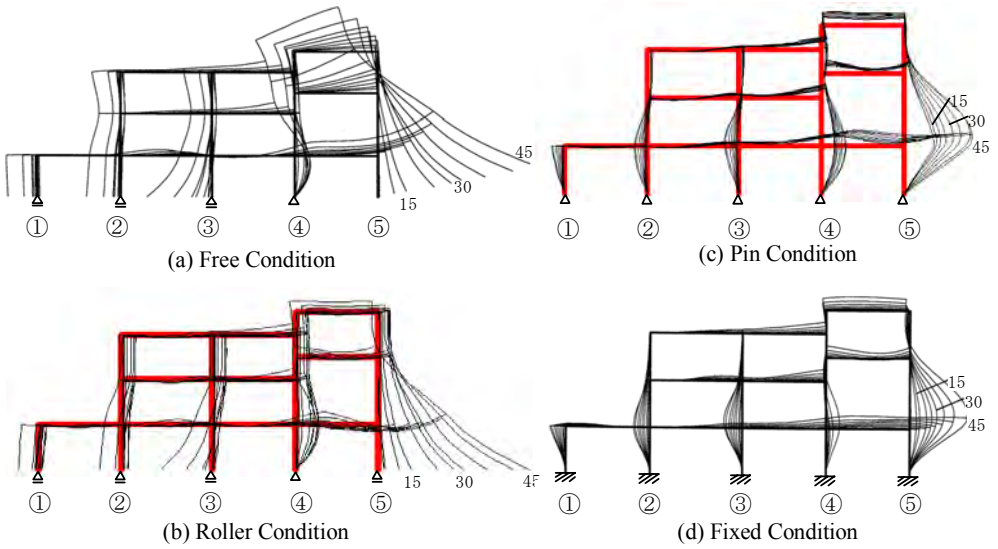 45
30
15
① ② ③ ④ ⑤
(a) Free Condition
15
30
45
① ② ③ ④ ⑤
(c) Pin Condition
15 30 45
① ② ③ ④ ⑤
(b) Roller Condition
15
30
45
① ② ③ ④ ⑤
(d) Fixed Condition